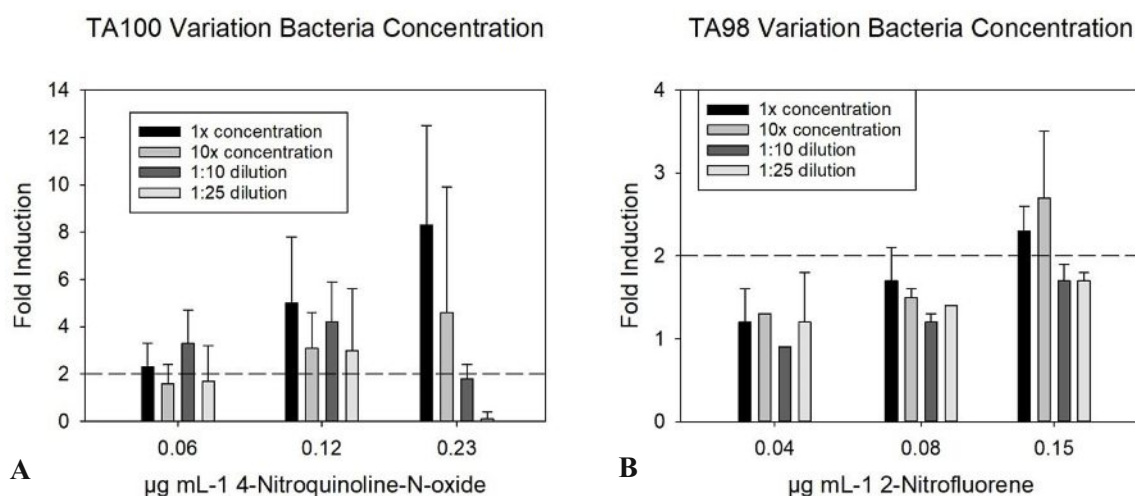 TA100 Variation Bacteria Concentration
14
12
10
8
6
4
2
0
Fold Induction
1x concentration
10x concentration
1:10 dilution
1:25 dilution
0.06 0.12 0.23
µg mL-1 4-Nitroquinoline-N-oxide
A
TA98 Variation Bacteria Concentration
4
3
2
1
0
Fold Induction
1x concentration
10x concentration
1:10 dilution
1:25 dilution
0.04 0.08 0.15
µg mL-1 2-Nitrofluorene
B